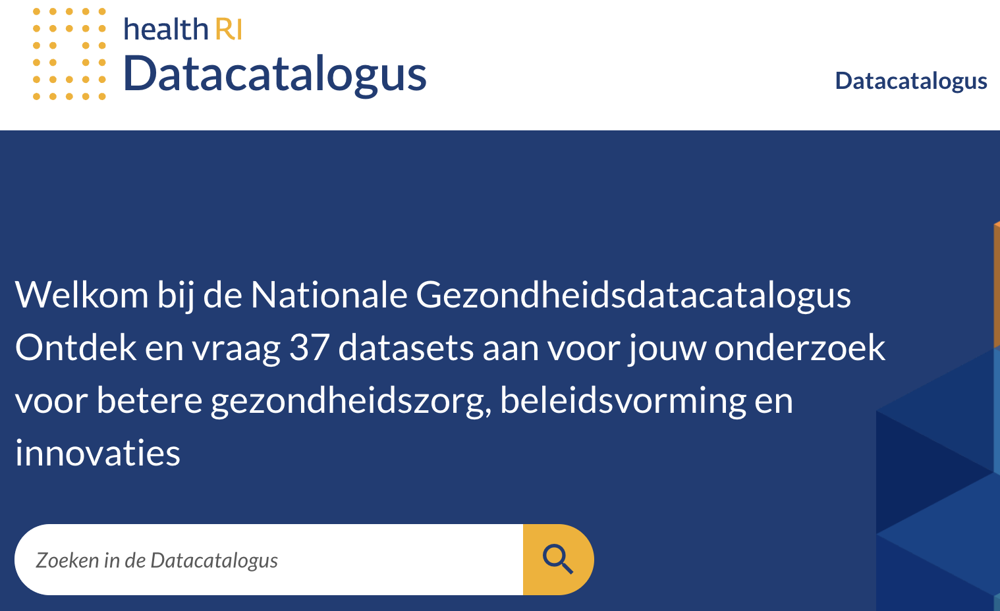 health RI
Datacatalogus
Datacatalogus
Welkom bij de Nationale Gezondheidsdatacatalogus
Ontdek en vraag 37 datasets aan voor jouw onderzoek
voor betere gezondheidszorg, beleidsvorming en
innovaties
Zoeken in de Datacatalogus